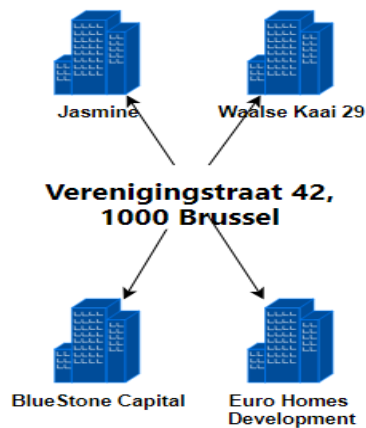 Jasmine
Waalse Kaai 29
Verenigingstraat 42,
1000 Brussel
BlueStone Capital
Euro Homes
Development